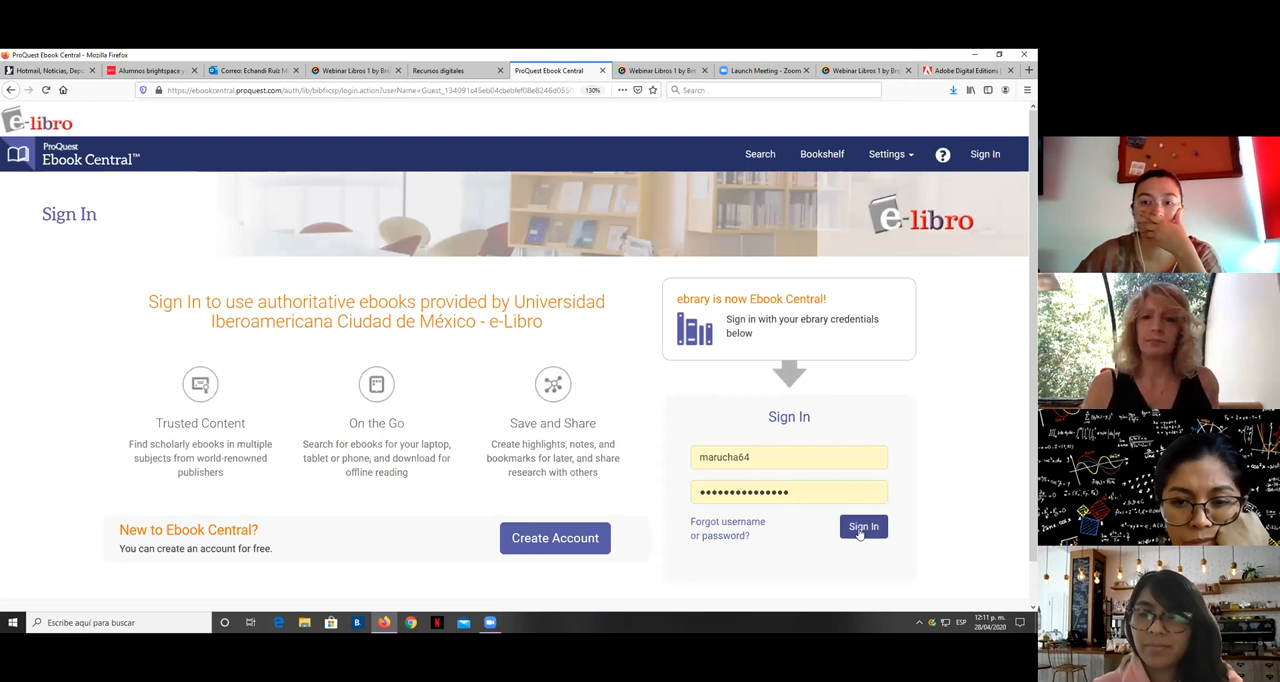 ProQuest Ebook Central - Mozilla Firefox
Hotmail, Noticias, Dep
Alumnos brightspace
Correo: Echandi Ruiz M
Webinar Libros 1 by Br
Recursos digitales
ProQuest Ebook Central
Webinar Libros 1 by Br
Launch Meeting - Zoom
Webinar Libros 1 by Br
Adobe Digital Editions
130%
Search
e-libro
ProQuest
Ebook Central™
Search
Bookshelf
Settings
?
Sign In
Sign In
e-libro
Sign In to use authoritative ebooks provided by Universidad
Iberoamericana Ciudad de México - e-Libro
Trusted Content
Find scholarly ebooks in multiple
subjects from world-renowned
publishers
On the Go
Search for ebooks for your laptop,
tablet or phone, and download for
offline reading
Save and Share
Create highlights, notes, and
bookmarks for later, and share
research with others
New to Ebook Central?
You can create an account for free.
Create Account
ebrary is now Ebook Central!
Sign in with your ebrary credentials
below
Sign In
marucha64
•••••••••••••••
Forgot username
or password?
Sign In
Escribe aquí para buscar
ESP
12:11 p. m.
28/04/2020